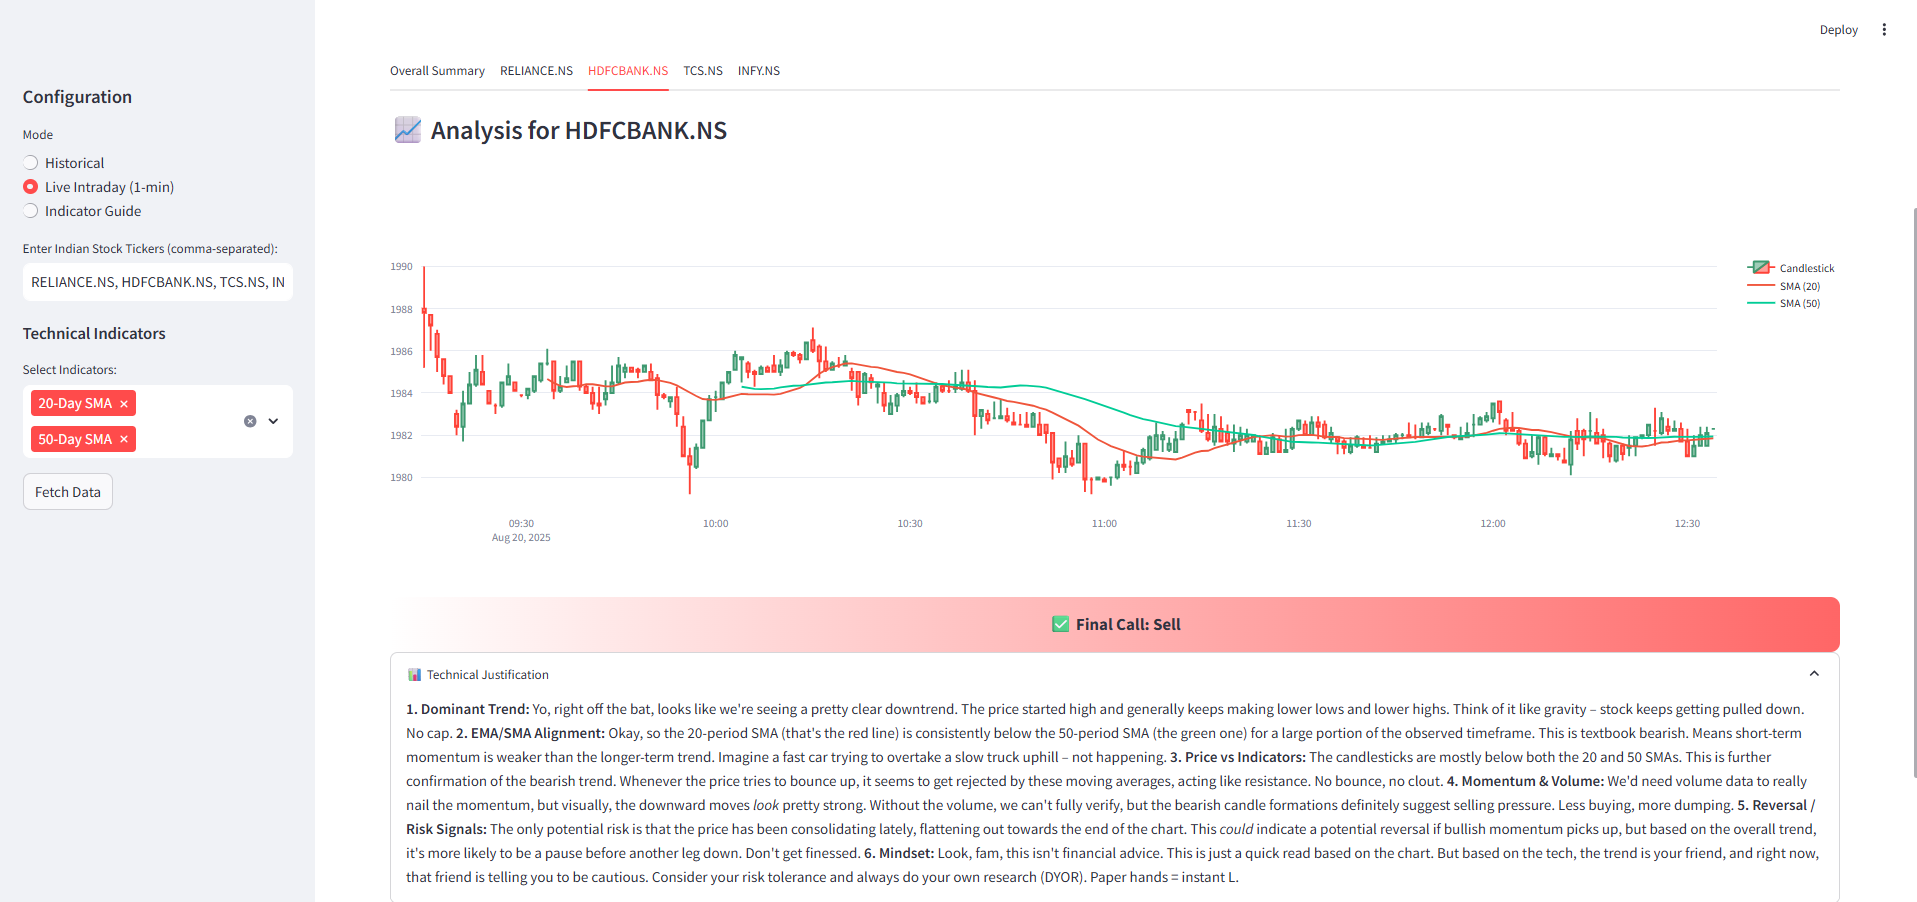 Deploy
Configuration
Mode
Historical
Live Intraday (1-min)
Indicator Guide
Enter Indian Stock Tickers (comma-separated):
RELIANCE.NS, HDFCBANK.NS, TCS.NS, IN
Technical Indicators
Select Indicators:
20-Day SMA ×
50-Day SMA ×
Fetch Data
Overall Summary RELIANCE.NS HDFCBANK.NS TCS.NS INFY.NS
Analysis for HDFCBANK.NS
1990
1988
1986
1984
1982
1980
09:30 10:00 10:30 11:00 11:30 12:00 12:30
Aug 20, 2025
Candlestick
SMA (20)
SMA (50)
Final Call: Sell
Technical Justification
1. Dominant Trend: Yo, right off the bat, looks like we're seeing a pretty clear downtrend. The price started high and generally keeps making lower lows and lower highs. Think of it like gravity – stock keeps getting pulled down.
No cap. 2. EMA/SMA Alignment: Okay, so the 20-period SMA (that's the red line) is consistently below the 50-period SMA (the green one) for a large portion of the observed timeframe. This is textbook bearish. Means short-term
momentum is weaker than the longer-term trend. Imagine a fast car trying to overtake a slow truck uphill – not happening. 3. Price vs Indicators: The candlesticks are mostly below both the 20 and 50 SMAs. This is further
confirmation of the bearish trend. Whenever the price tries to bounce up, it seems to get rejected by these moving averages, acting like resistance. No bounce, no clout. 4. Momentum & Volume: We'd need volume data to really
nail the momentum, but visually, the downward moves look pretty strong. Without the volume, we can't fully verify, but the bearish candle formations definitely suggest selling pressure. Less buying, more dumping. 5. Reversal /
Risk Signals: The only potential risk is that the price has been consolidating lately, flattening out towards the end of the chart. This could indicate a potential reversal if bullish momentum picks up, but based on the overall trend,
it's more likely to be a pause before another leg down. Don't get finessed. 6. Mindset: Look, fam, this isn't financial advice. This is just a quick read based on the chart. But based on the tech, the trend is your friend, and right now,
that friend is telling you to be cautious. Consider your risk tolerance and always do your own research (DYOR). Paper hands = instant L.